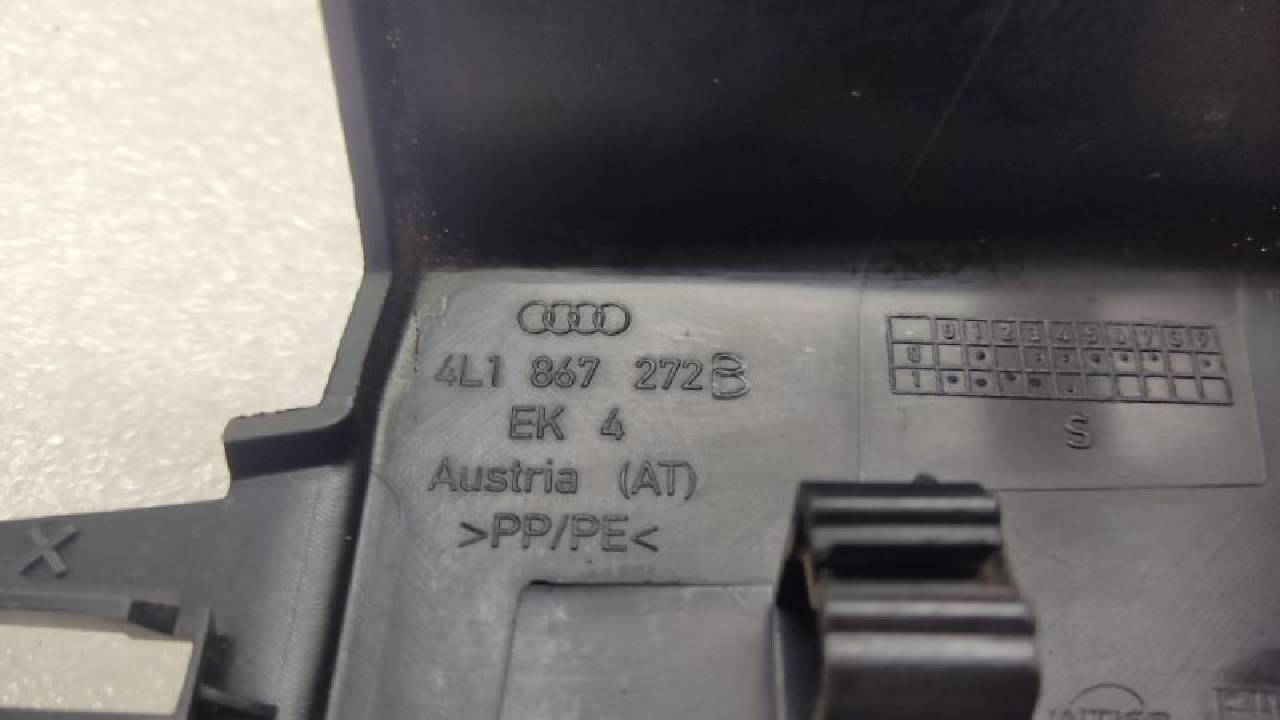 4L1 867 272 B
EK 4
Austria (AT)
>PP/PE<
0 1 2 3 4 5 6 7 8 9
0
1
S